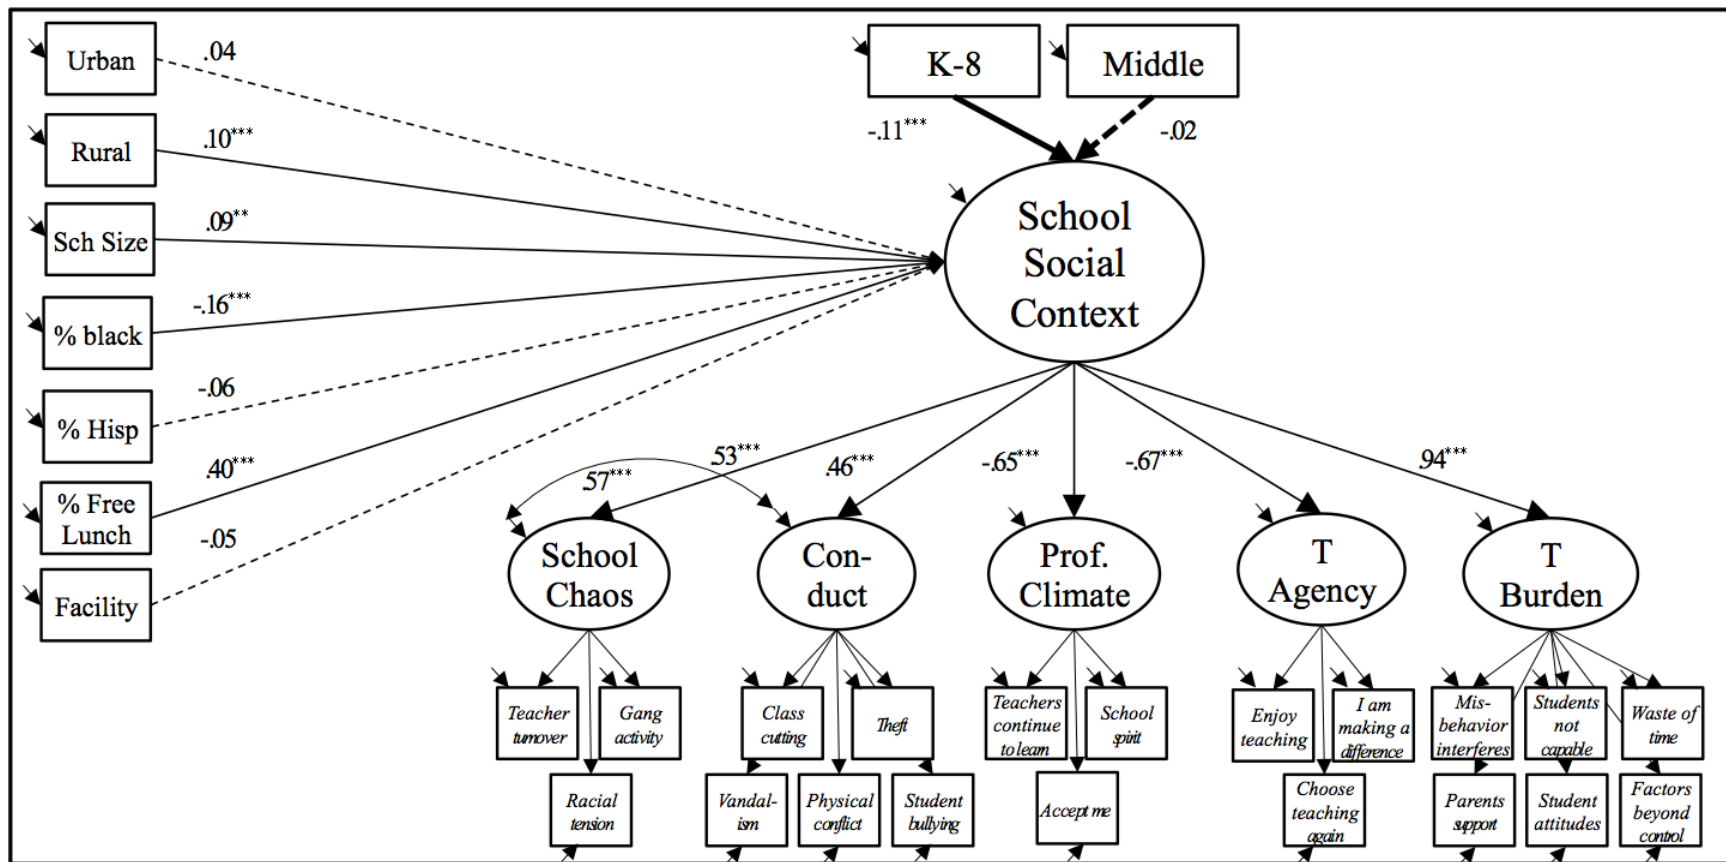 Urban
.04
Rural
.10***
Sch Size
.09**
% black
-.16***
% Hisp
-.06
% Free
Lunch
.40***
Facility
-.05
K-8
Middle
-.11***
-.02
School
Social
Context
.57***
.53***
.46***
-.65***
-.67***
.94***
School
Chaos
Con-
duct
Prof.
Climate
T
Agency
T
Burden
Teacher
turnover
Gang
activity
Racial
tension
Class
cutting
Theft
Vandal-
ism
Physical
conflict
Student
bullying
Teachers
continue
to learn
School
spirit
Accept me
Enjoy
teaching
I am
making a
difference
Choose
teaching
again
Mis-
behavior
interferes
Students
not
capable
Waste of
time
Parents
support
Student
attitudes
Factors
beyond
control